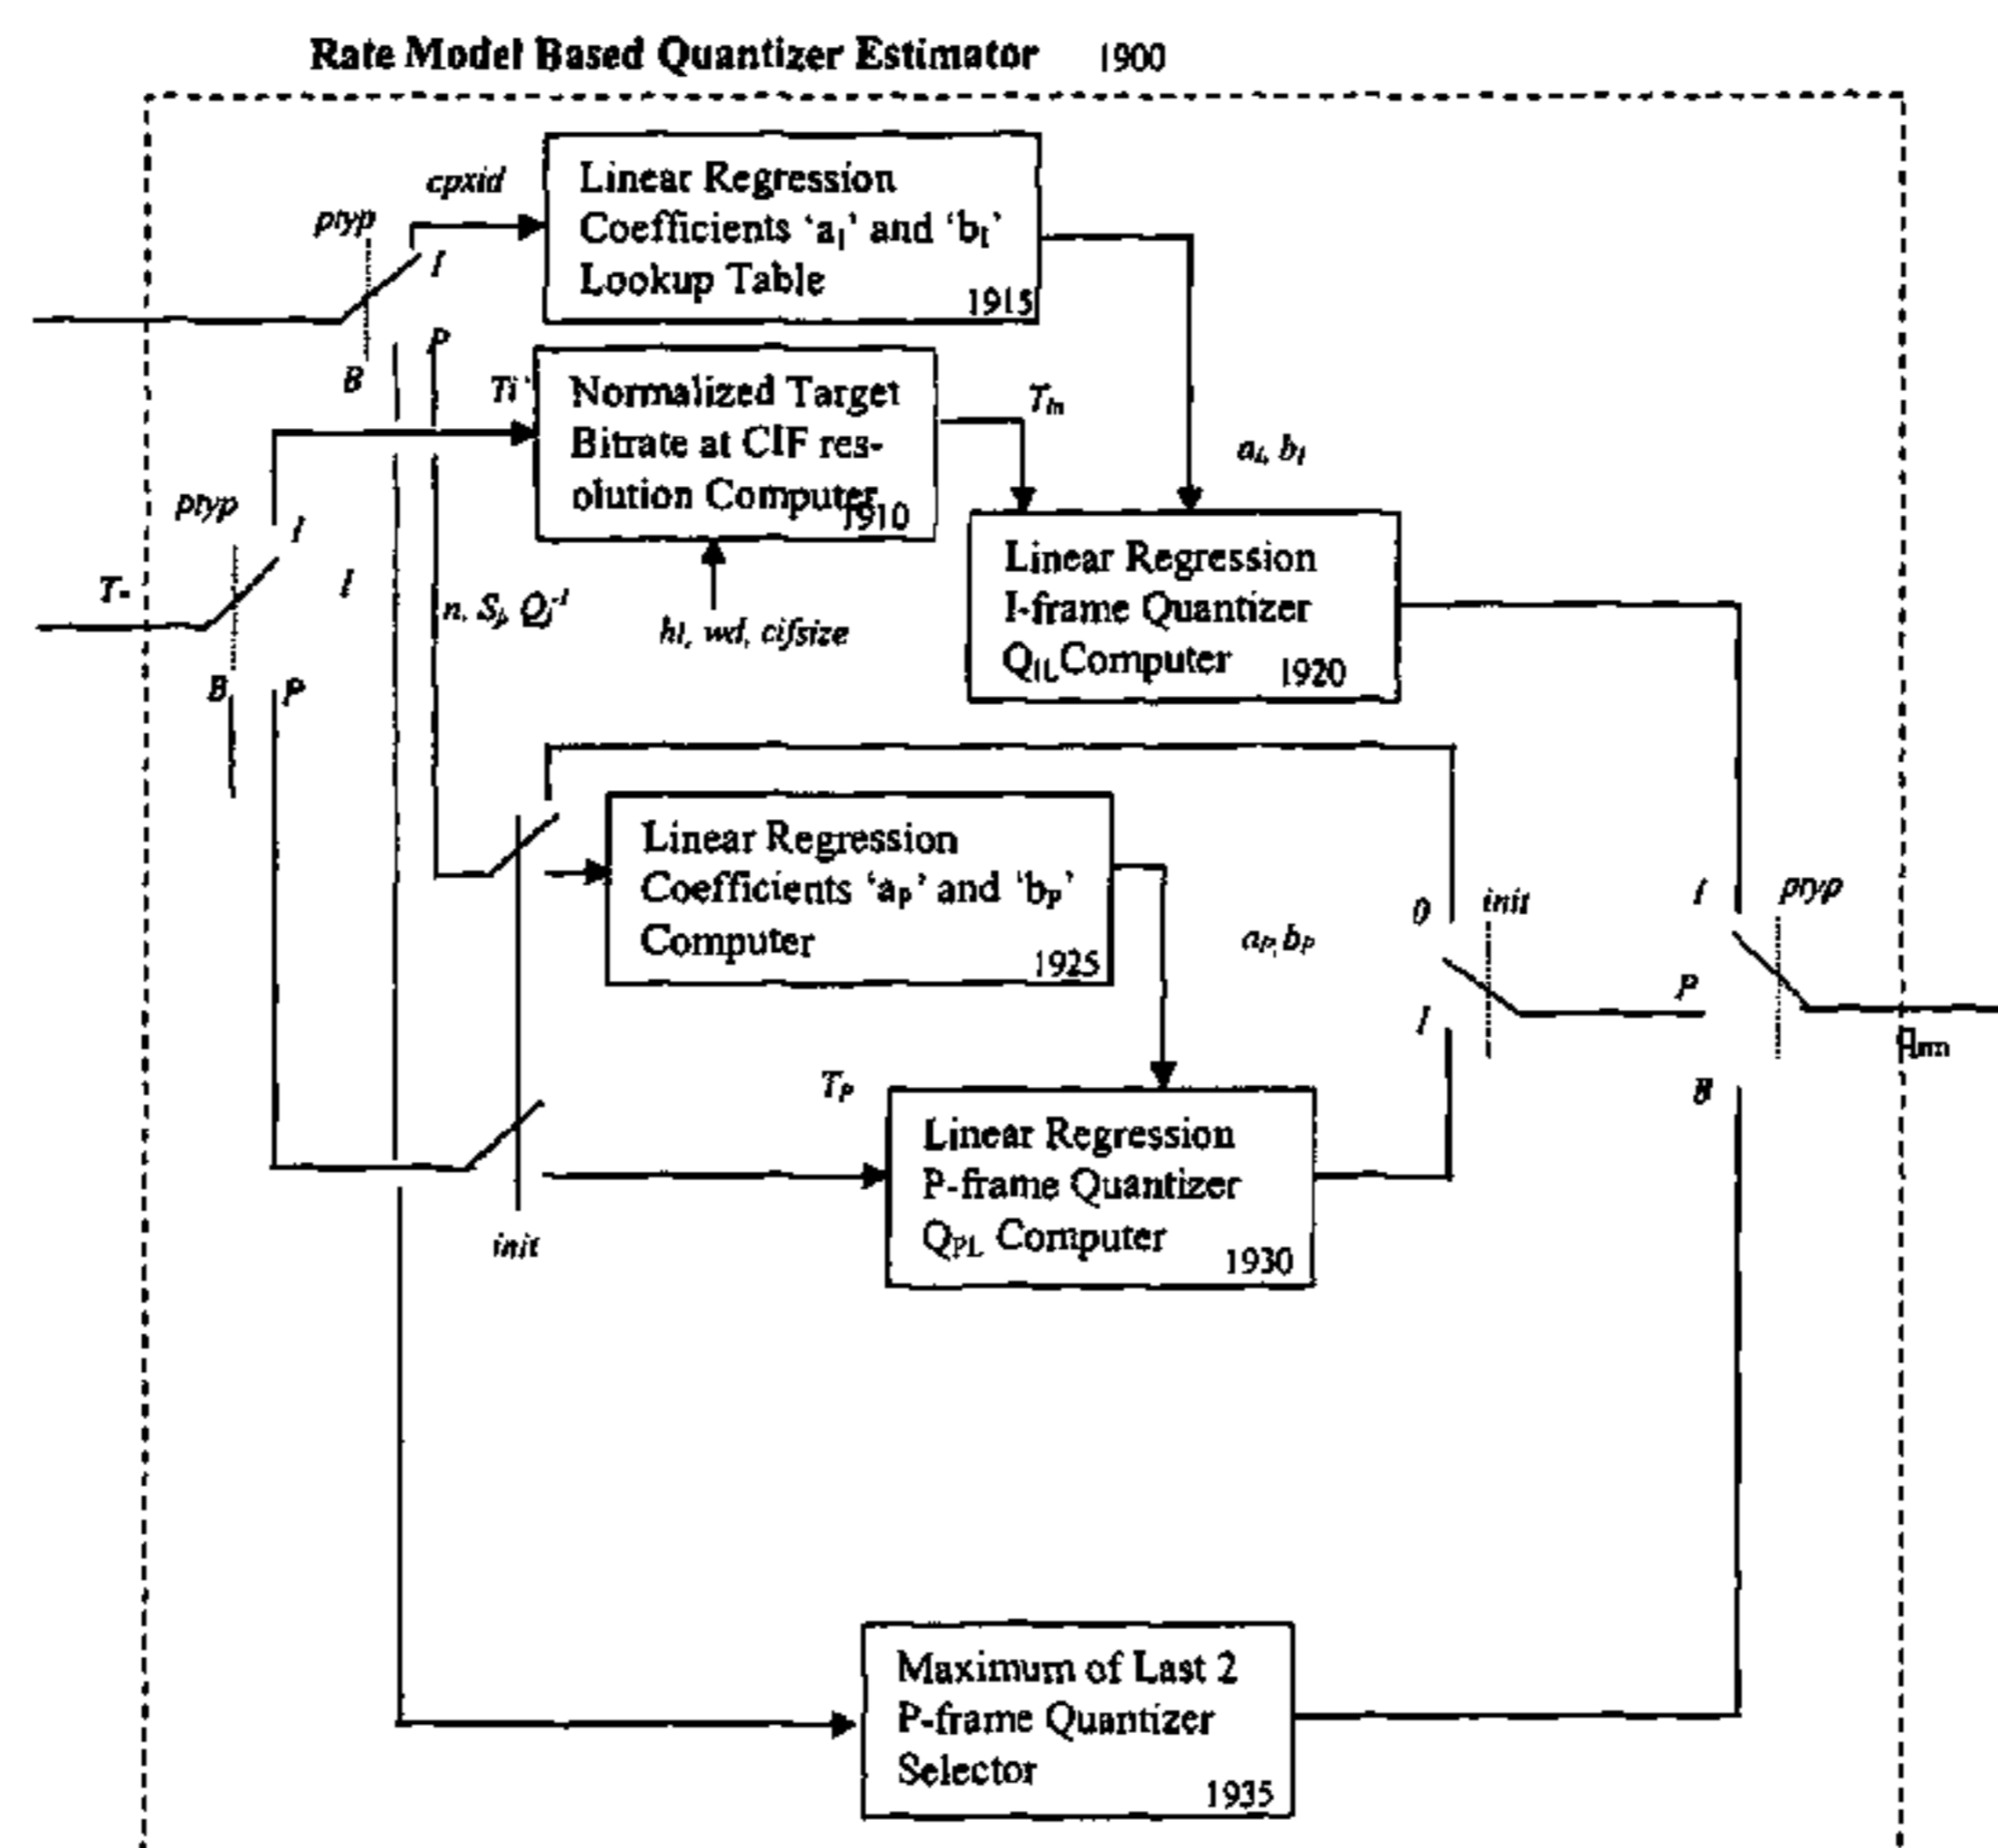 Rate Model Based Quantizer Estimator 1900
cpxid
ptyp
I
P
B
Linear Regression
Coefficients ‘aI’ and ‘bI’
Lookup Table
1915
Ti
Normalized Target
Bitrate at CIF res-
olution Computer
1910
TIn
aI, bI
ptyp
I
I
T-
B
P
n, Sj, Qj-1
ht, wd, cifsize
Linear Regression
I-frame Quantizer
QIL Computer
1920
Linear Regression
Coefficients ‘aP’ and ‘bP’
Computer
1925
aP, bP
0
init
1
I
ptyp
P
B
qrm
TP
Linear Regression
P-frame Quantizer
QPL Computer
1930
init
Maximum of Last 2
P-frame Quantizer
Selector
1935